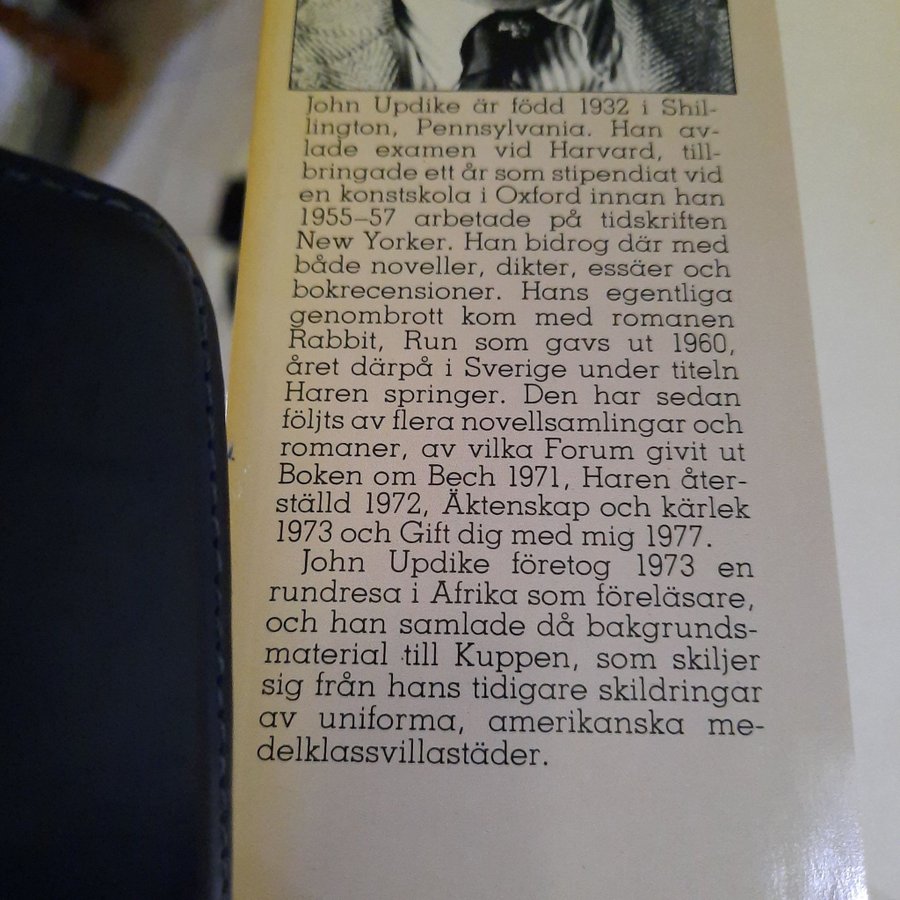 John Updike är född 1932 i Shil-
lington, Pennsylvania. Han av-
lade examen vid Harvard, till-
bringade ett år som stipendiat vid
en konstskola i Oxford innan han
1955–57 arbetade på tidskriften
New Yorker. Han bidrog där med
både noveller, dikter, essäer och
bokrecensioner. Hans egentliga
genombrott kom med romanen
Rabbit, Run som gavs ut 1960,
året därpå i Sverige under titeln
Haren springer. Den har sedan
följts av flera novellsamlingar och
romaner, av vilka Forum givit ut
Boken om Bech 1971, Haren åter-
ställd 1972, Äktenskap och kärlek
1973 och Gift dig med mig 1977.
John Updike företog 1973 en
rundresa i Afrika som föreläsare,
och han samlade då bakgrunds-
material till Kuppen, som skiljer
sig från hans tidigare skildringar
av uniforma, amerikanska me-
delklassvillastäder.